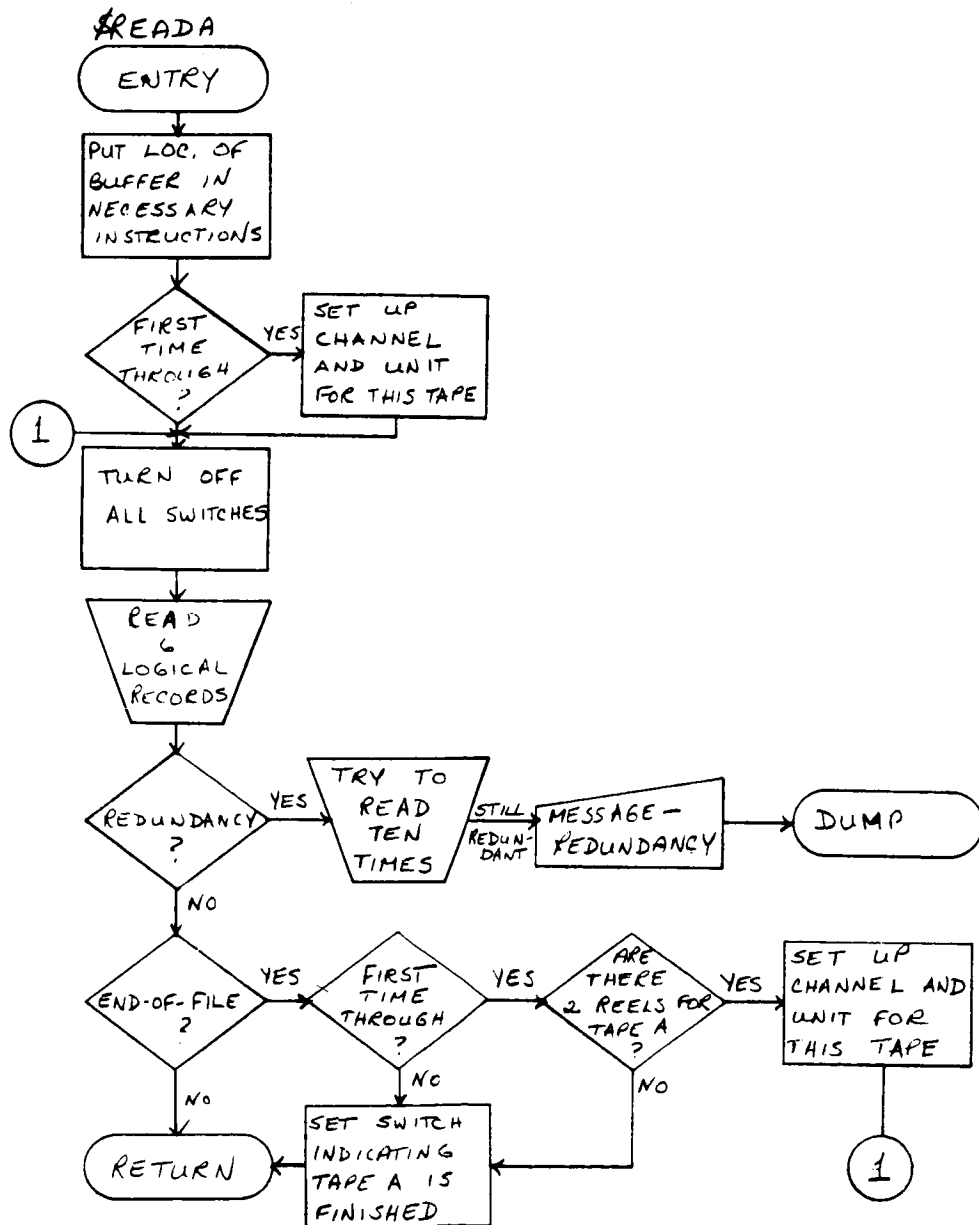 $READA
ENTRY
PUT LOC. OF
BUFFER IN
NECESSARY
INSTRUCTIONS
FIRST
TIME
THROUGH
?
YES
SET UP
CHANNEL
AND UNIT
FOR THIS TAPE
1
TURN OFF
ALL SWITCHES
READ
6
LOGICAL
RECORDS
REDUNDANCY
?
YES
TRY TO
READ
TEN
TIMES
STILL
REDUN-
DANT
MESSAGE-
REDUNDANCY
DUMP
NO
END-OF-FILE
?
YES
FIRST
TIME
THROUGH
?
YES
ARE
THERE
2 REELS FOR
TAPE A
?
YES
SET UP
CHANNEL AND
UNIT FOR
THIS TAPE
NO
NO
NO
RETURN
SET SWITCH
INDICATING
TAPE A IS
FINISHED
1